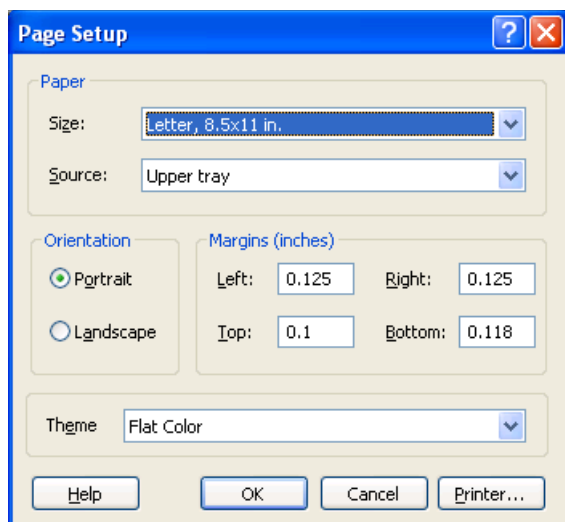 Page Setup
Paper
Size: Letter, 8.5x11 in.
Source: Upper tray
Orientation
Portrait
Landscape
Margins (inches)
Left: 0.125 Right: 0.125
Top: 0.1 Bottom: 0.118
Theme Flat Color
Help OK Cancel Printer...